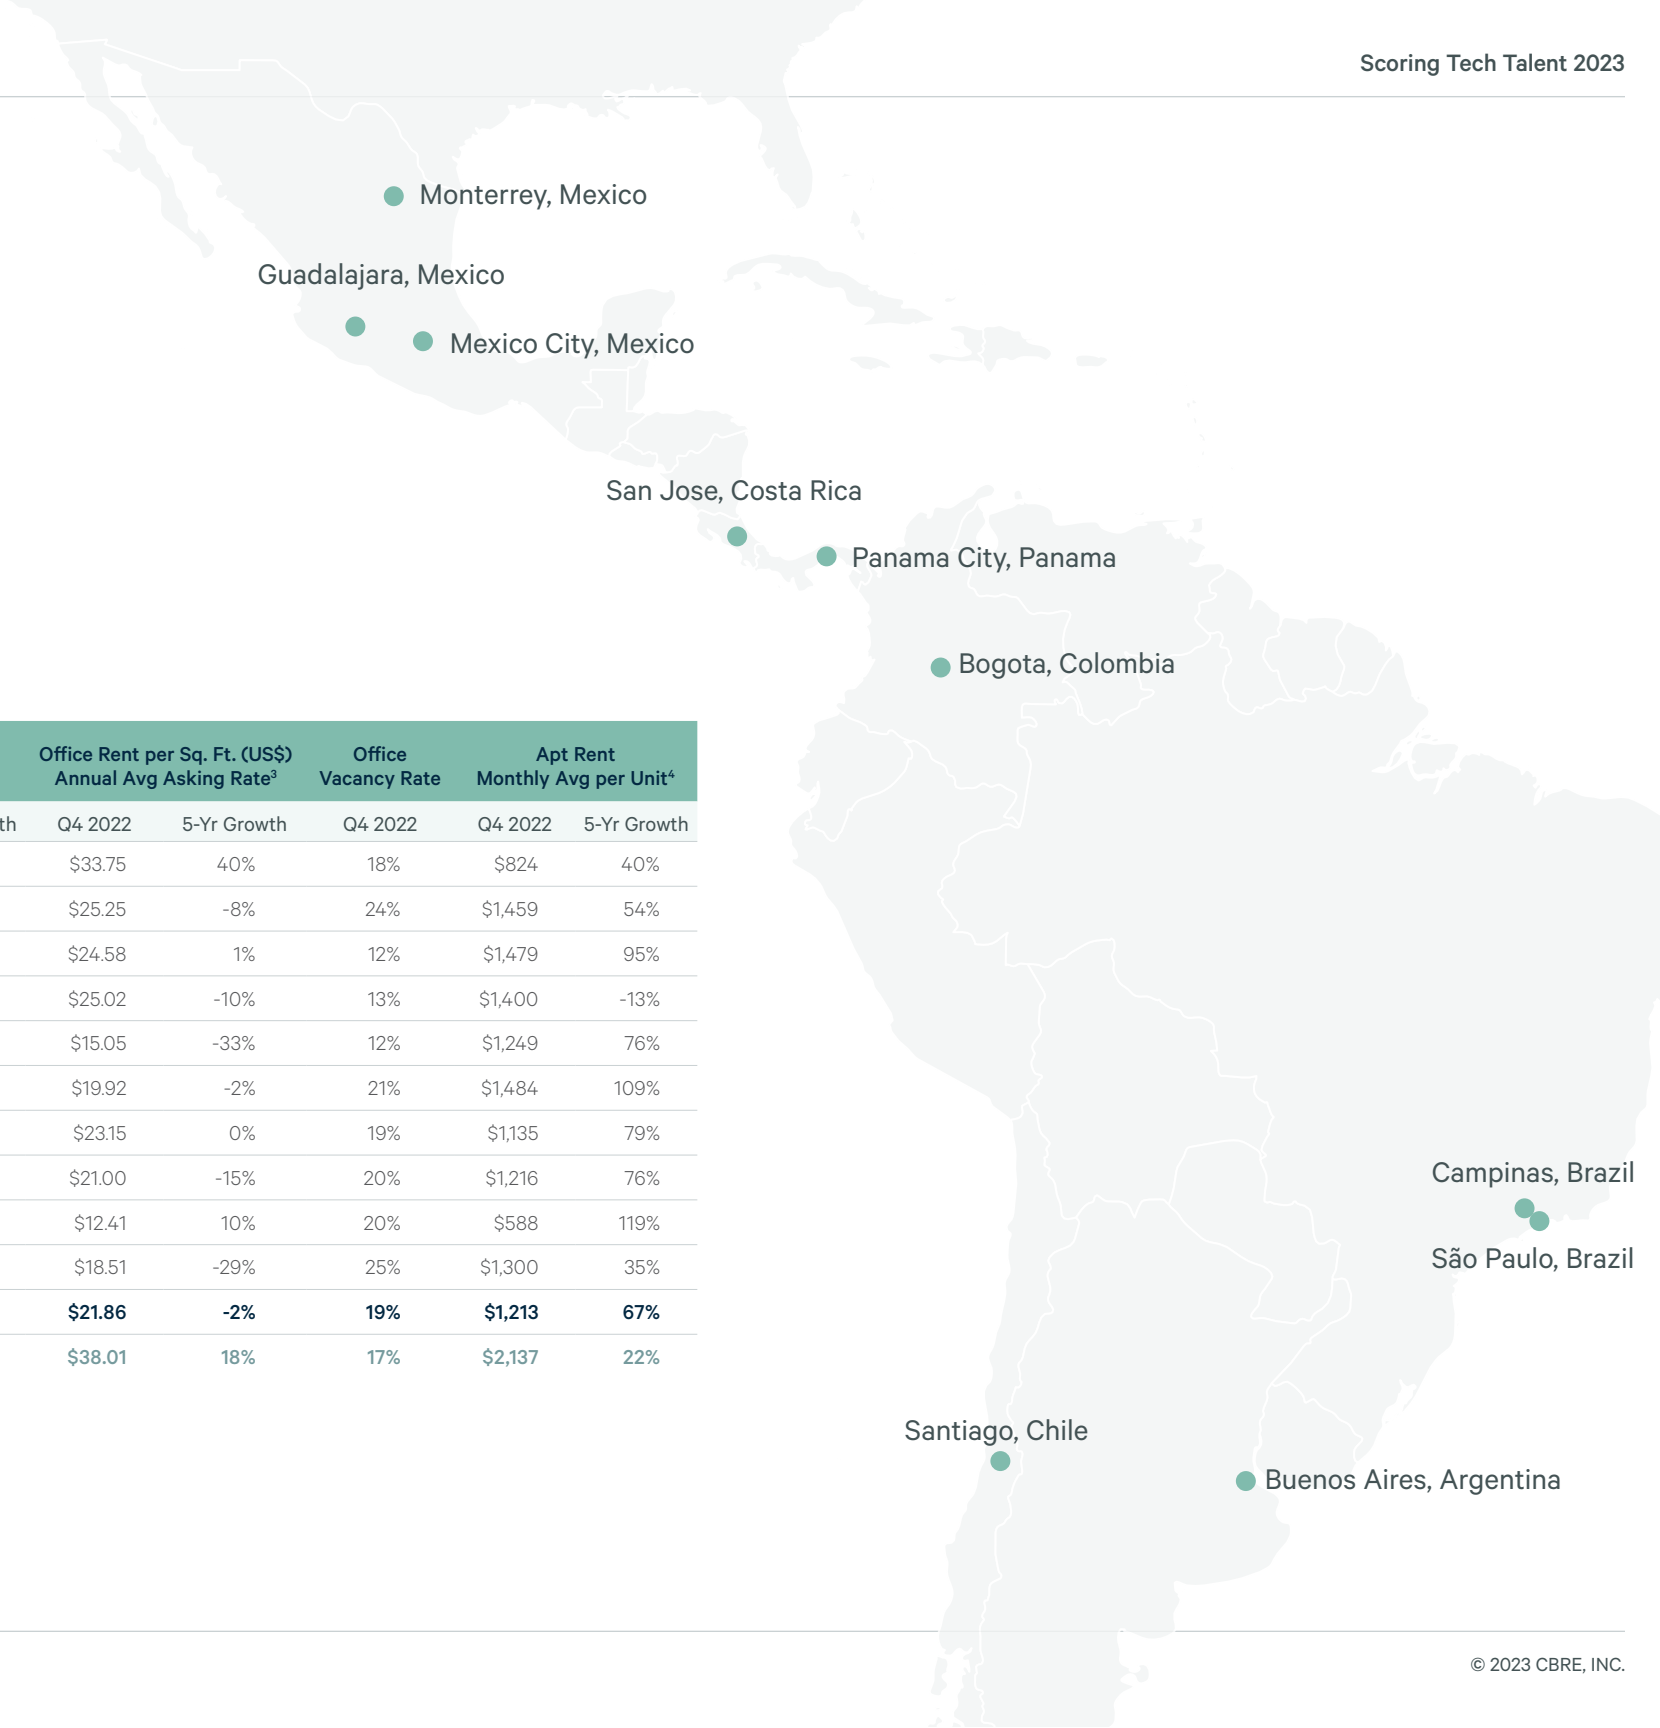 Scoring Tech Talent 2023
Monterrey, Mexico
Guadalajara, Mexico
Mexico City, Mexico
San Jose, Costa Rica
Panama City, Panama
Bogota, Colombia
Office Rent per Sq. Ft. (US$) Office Apt Rent
Annual Avg Asking Rate³ Vacancy Rate Monthly Avg per Unit⁴
th Q4 2022 5-Yr Growth Q4 2022 Q4 2022 5-Yr Growth
$33.75 40% 18% $824 40%
$25.25 -8% 24% $1,459 54%
$24.58 1% 12% $1,479 95%
$25.02 -10% 13% $1,400 -13%
$15.05 -33% 12% $1,249 76%
$19.92 -2% 21% $1,484 109%
$23.15 0% 19% $1,135 79%
$21.00 -15% 20% $1,216 76%
$12.41 10% 20% $588 119%
$18.51 -29% 25% $1,300 35%
$21.86 -2% 19% $1,213 67%
$38.01 18% 17% $2,137 22%
Campinas, Brazil
São Paulo, Brazil
Santiago, Chile
Buenos Aires, Argentina
© 2023 CBRE, INC.